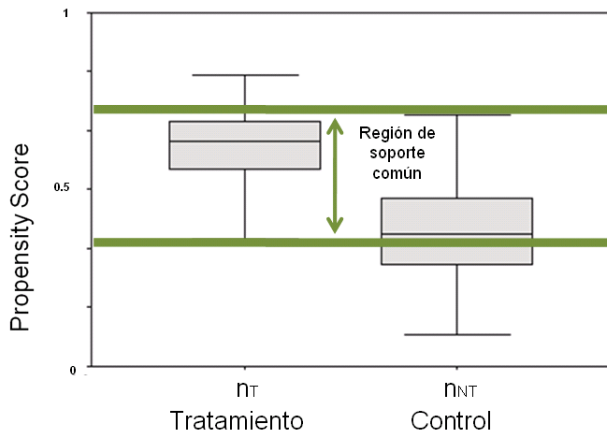 1
Región de
soporte
común
0.5
Propensity Score
0
nT
nNT
Tratamiento
Control